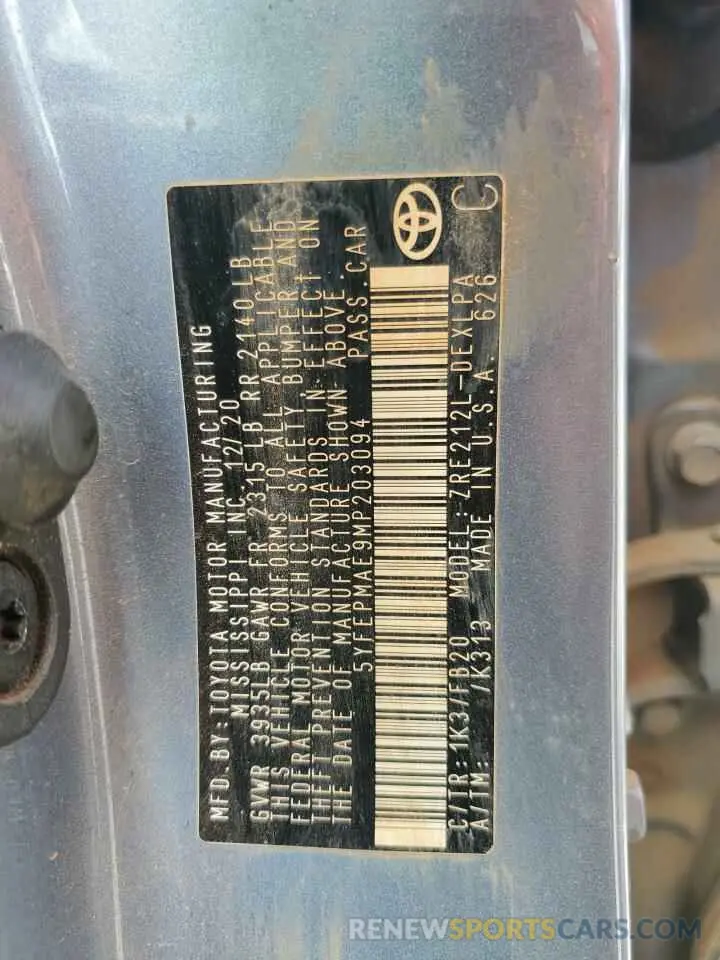 MFD. BY: TOYOTA MOTOR MANUFACTURING
MISSISSIPPI INC 12/20
GVWR 3935LB GAWR FR 2315 LB RR 2140 LB
THIS VEHICLE CONFORMS TO ALL APPLICABLE
FEDERAL MOTOR VEHICLE SAFETY, BUMPER AND
THEFT PREVENTION STANDARDS IN EFFECT ON
THE DATE OF MANUFACTURE SHOWN ABOVE.
5YFEPMAE9MP203094 PASS. CAR
C/TR: 1K3/FB20 MODEL: ZRE212L-DEXLPA
A/TM: /K313 MADE IN U.S.A. 626
C
RENEWSPORTSCARS.COM